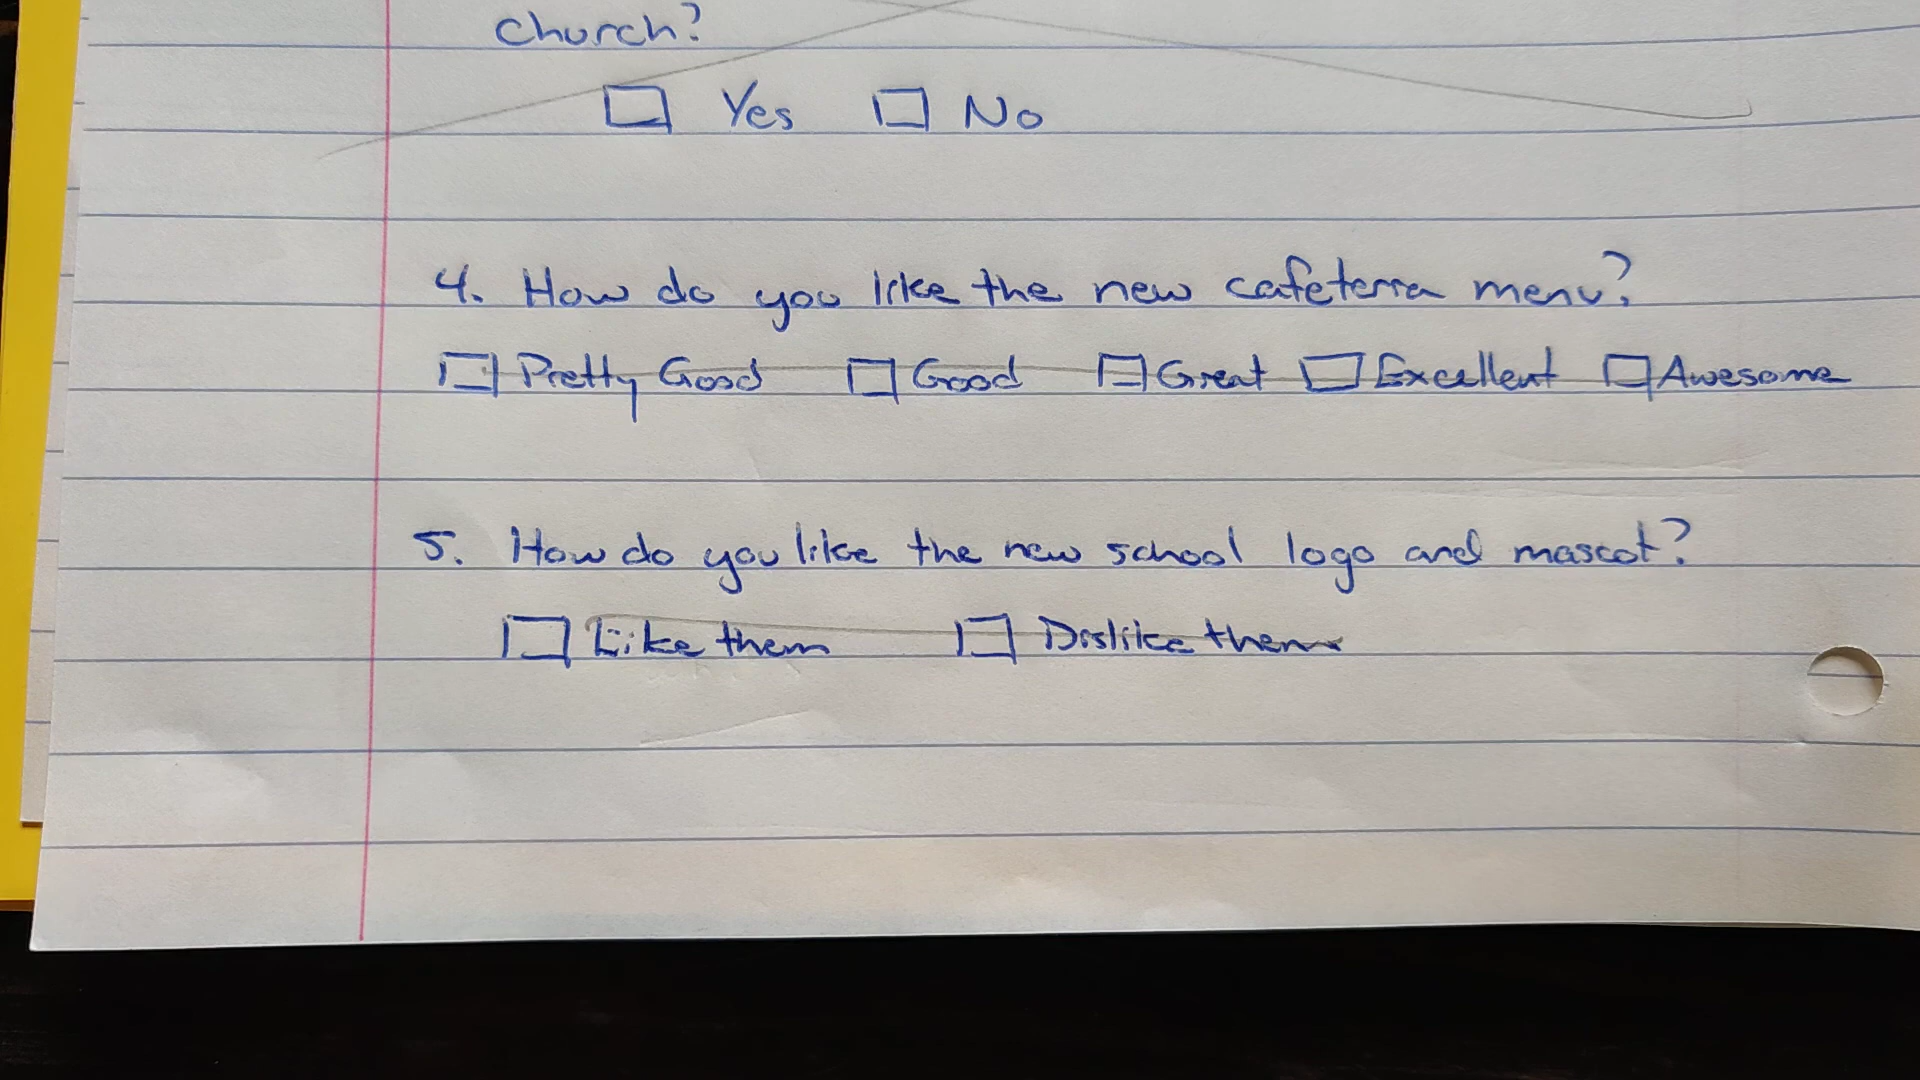 church?
☐ Yes ☐ No
4. How do you like the new cafeteria menu?
☐ Pretty Good ☐ Good ☐ Great ☐ Excellent ☐ Awesome
5. How do you like the new school logo and mascot?
☐ Like them ☐ Dislike them